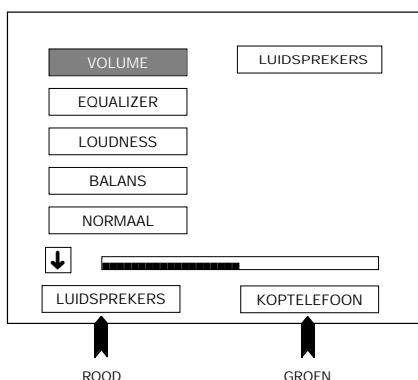 VOLUME LUIDSPREKERS
EQUALIZER
LOUDNESS
BALANS
NORMAAL
LUIDSPREKERS KOPTELEFOON
ROOD GROEN